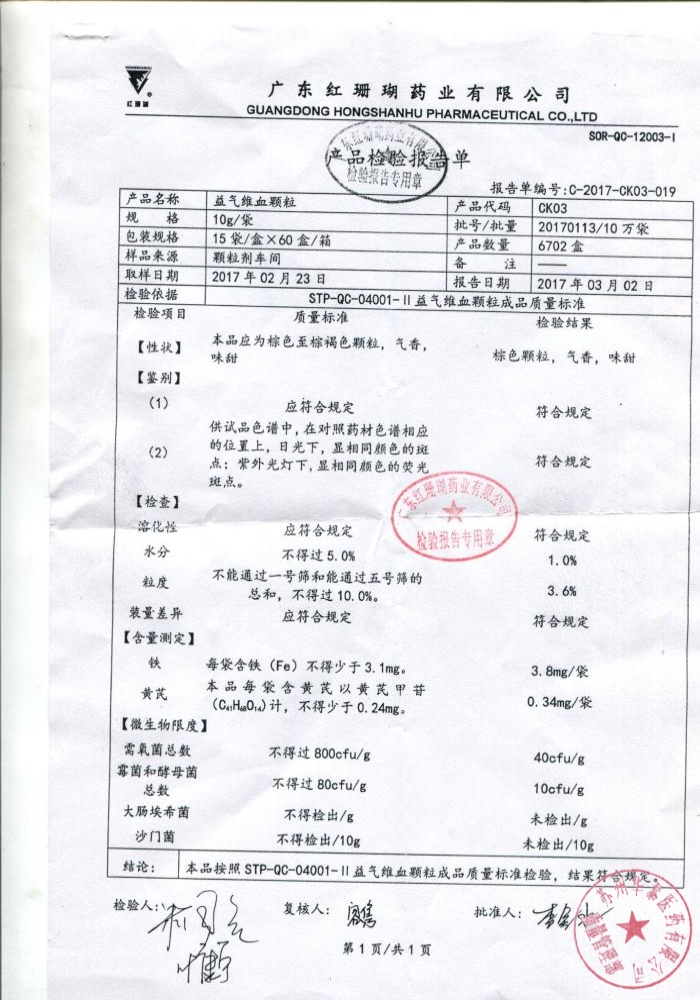 红珊瑚
广东红珊瑚药业有限公司
GUANGDONG HONGSHANHU PHARMACEUTICAL CO.,LTD
SOR-QC-12003-I
产品检验报告单
广东红珊瑚药业有限公司
检验报告专用章
报告单编号:C-2017-CK03-019
产品名称 益气维血颗粒 产品代码 CK03
规格 10g/袋 批号/批量 20170113/10万袋
包装规格 15袋/盒×60盒/箱 产品数量 6702盒
样品来源 颗粒剂车间 备注 ——
取样日期 2017年02月23日 报告日期 2017年03月02日
检验依据 STP-QC-04001-II益气维血颗粒成品质量标准
检验项目 质量标准 检验结果
【性状】 本品应为棕色至棕褐色颗粒,气香, 棕色颗粒,气香,味甜
味甜
【鉴别】
(1) 应符合规定 符合规定
供试品色谱中,在对照药材色谱相应
(2) 的位置上,日光下,显相同颜色的斑 符合规定
点;紫外光灯下,显相同颜色的荧光
斑点。
【检查】
广东红珊瑚药业有限公司
检验报告专用章
溶化性 应符合规定 符合规定
水分 不得过5.0% 1.0%
粒度 不能通过一号筛和能通过五号筛的 3.6%
总和,不得过10.0%。
装量差异 应符合规定 符合规定
【含量测定】
铁 每袋含铁(Fe)不得少于3.1mg。 3.8mg/袋
黄芪 本品每袋含黄芪以黄芪甲苷 0.34mg/袋
(C₄₁H₆₈O₁₄)计,不得少于0.24mg。
【微生物限度】
需氧菌总数 不得过800cfu/g 40cfu/g
霉菌和酵母菌 不得过80cfu/g 10cfu/g
总数
大肠埃希菌 不得检出/g 未检出/g
沙门菌 不得检出/10g 未检出/10g
结论: 本品按照STP-QC-04001-II益气维血颗粒成品质量标准检验,结果符合规定。
检验人: 复核人: 批准人:
第1页/共1页